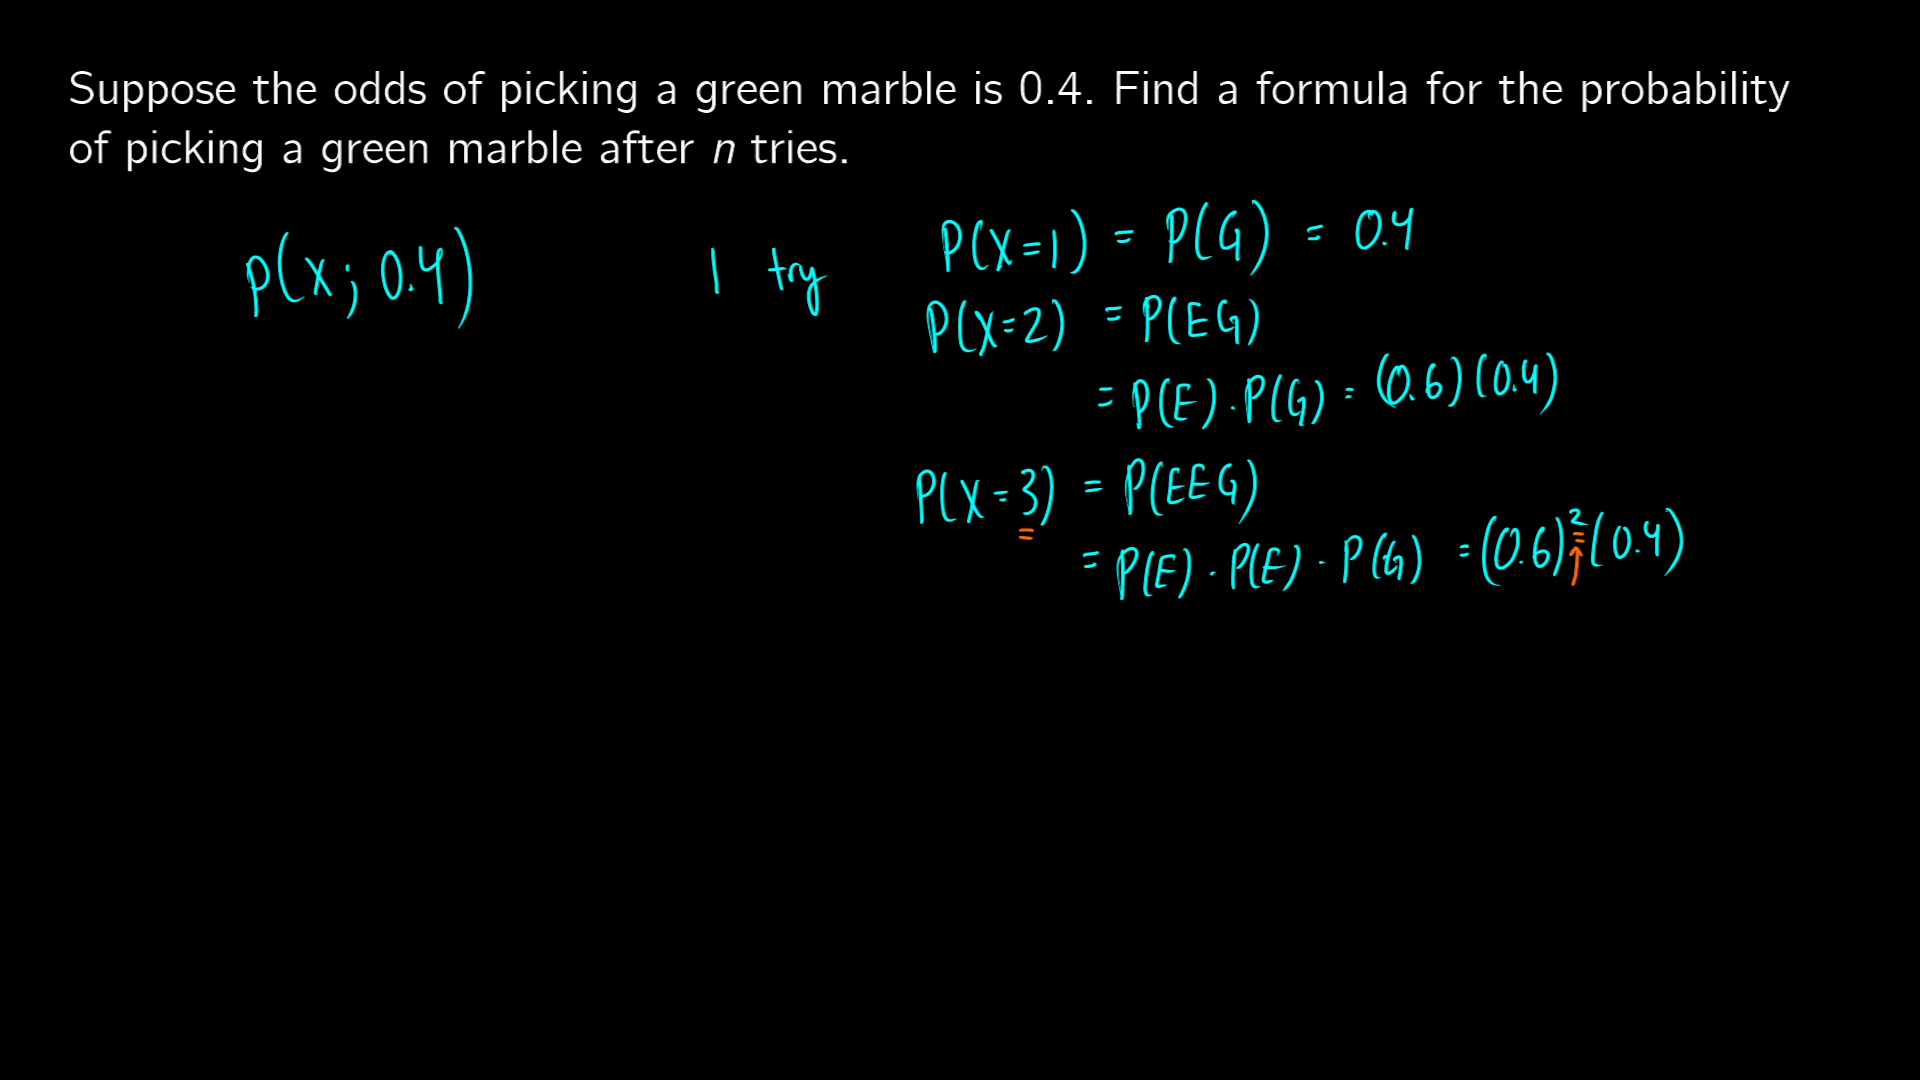 Suppose the odds of picking a green marble is 0.4. Find a formula for the probability
of picking a green marble after n tries.
p(x; 0.4)
1 try
P(X=1) = P(G) = 0.4
P(X=2) = P(EG)
= P(E) · P(G) = (0.6)(0.4)
P(X=3) = P(EEG)
= P(E) · P(E) · P(G) = (0.6)²(0.4)